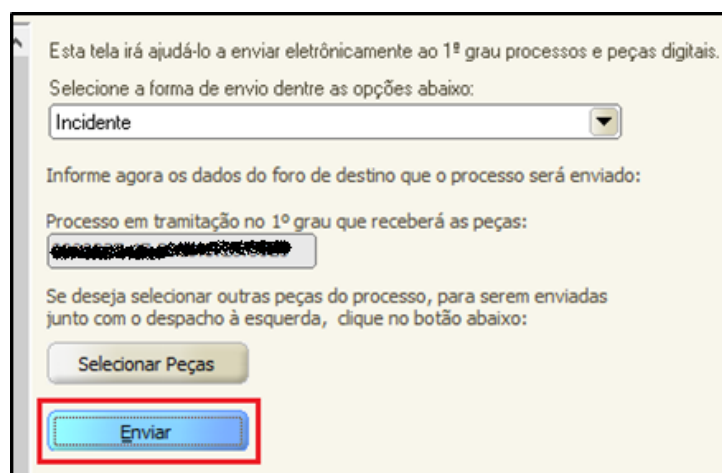 Esta tela irá ajudá-lo a enviar eletrônicamente ao 1º grau processos e peças digitais.
Selecione a forma de envio dentre as opções abaixo:
Incidente
Informe agora os dados do foro de destino que o processo será enviado:
Processo em tramitação no 1º grau que receberá as peças:
Se deseja selecionar outras peças do processo, para serem enviadas
junto com o despacho à esquerda, clique no botão abaixo:
Selecionar Peças
Enviar